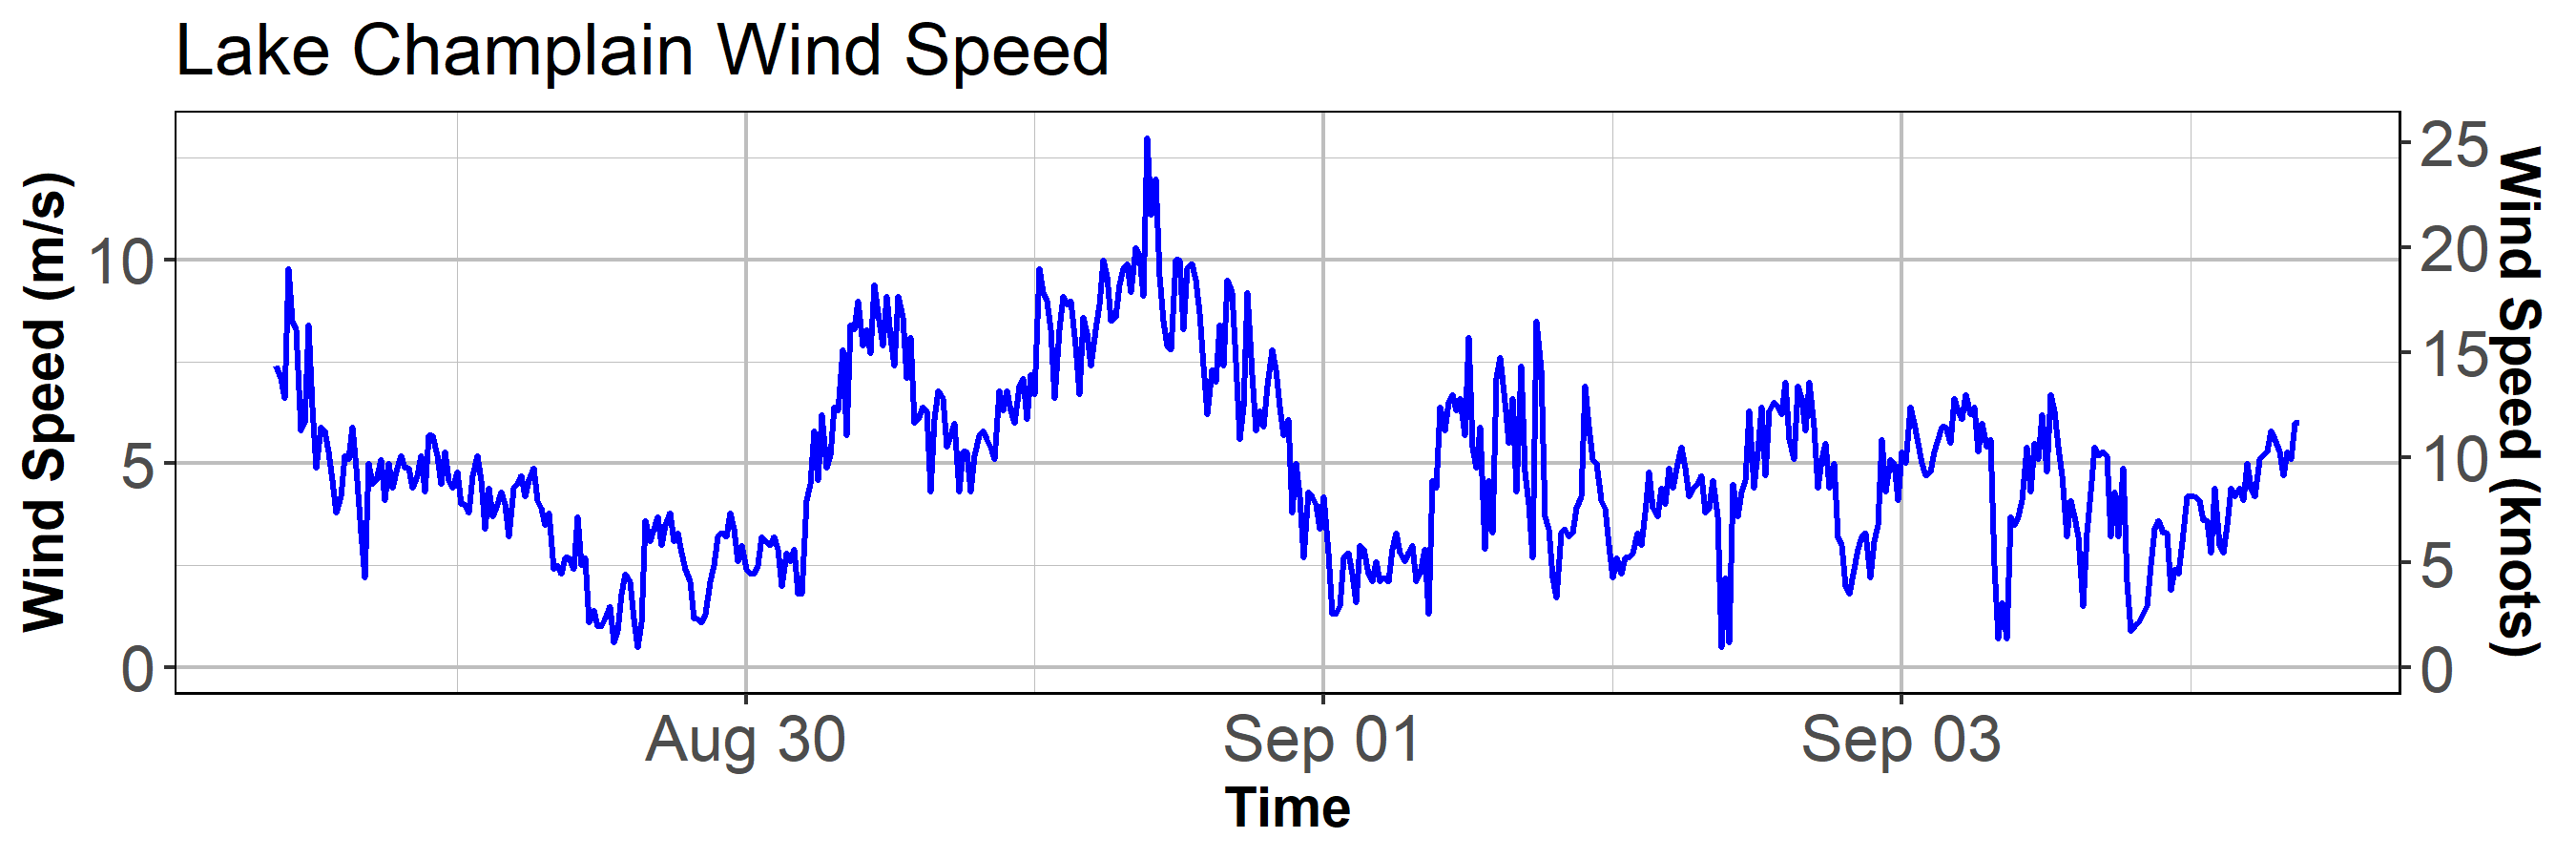 Lake Champlain Wind Speed
Wind Speed (m/s)
10
5
0
25
20
15
10
5
0
Wind Speed (knots)
Aug 30
Sep 01
Sep 03
Time